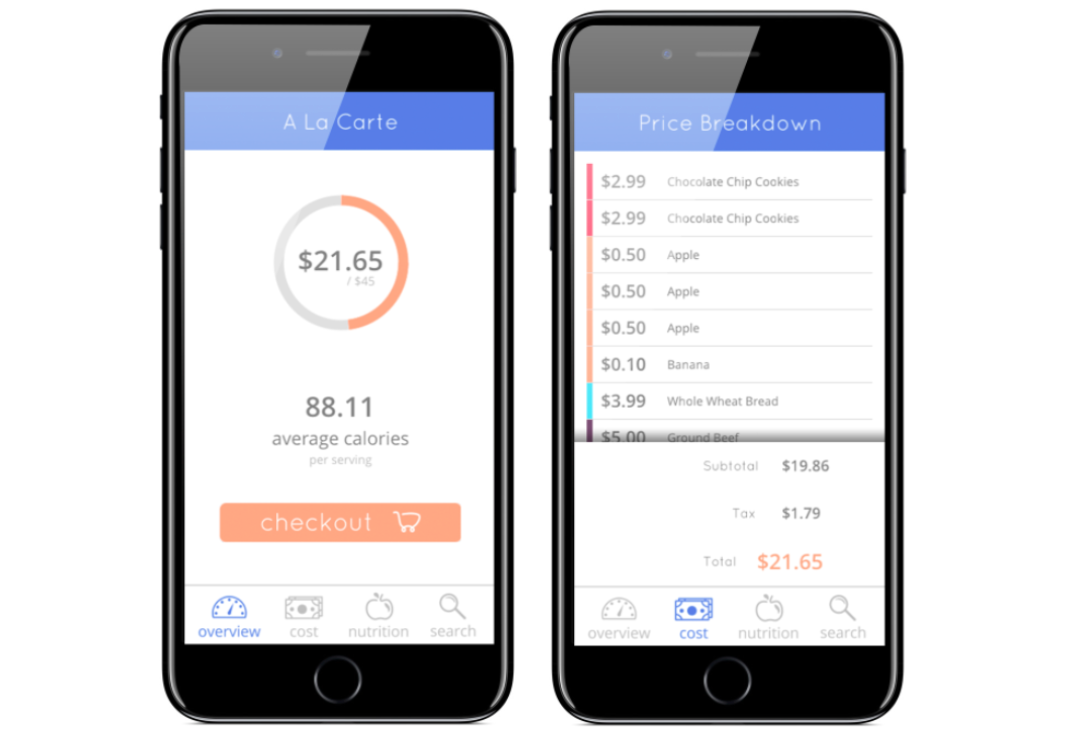 A La Carte
$21.65
/ $45
88.11
average calories
per serving
checkout
overview cost nutrition search
Price Breakdown
$2.99 Chocolate Chip Cookies
$2.99 Chocolate Chip Cookies
$0.50 Apple
$0.50 Apple
$0.50 Apple
$0.10 Banana
$3.99 Whole Wheat Bread
$5.00 Ground Beef
Subtotal $19.86
Tax $1.79
Total $21.65
overview cost nutrition search